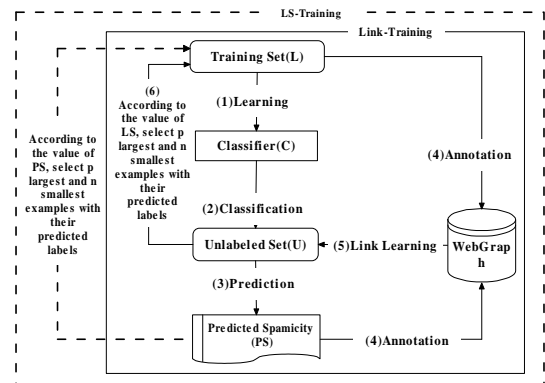 LS-Training
Link-Training
Training Set(L)
(6)
According to
the value of
LS, select p
largest and n
smallest
examples with
their
predicted
labels
(1)Learning
According to
the value of
PS, select p
largest and n
smallest
examples with
their
predicted
labels
Classifier(C)
(4)Annotation
(2)Classification
Unlabeled Set(U)
(5)Link Learning
WebGrap
h
(3)Prediction
Predicted Spamicity
(PS)
(4)Annotation